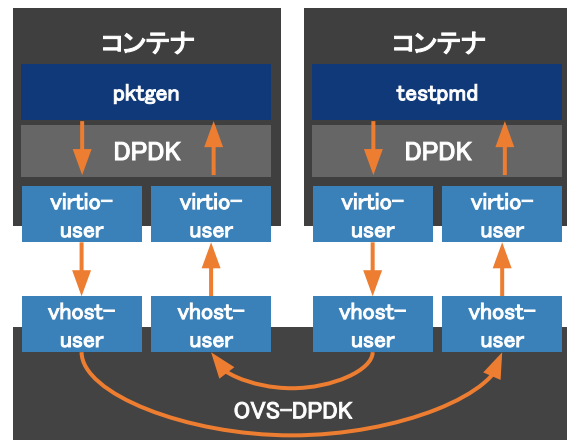 コンテナ
コンテナ
pktgen
testpmd
DPDK
DPDK
virtio-
user
virtio-
user
virtio-
user
virtio-
user
vhost-
user
vhost-
user
vhost-
user
vhost-
user
OVS-DPDK